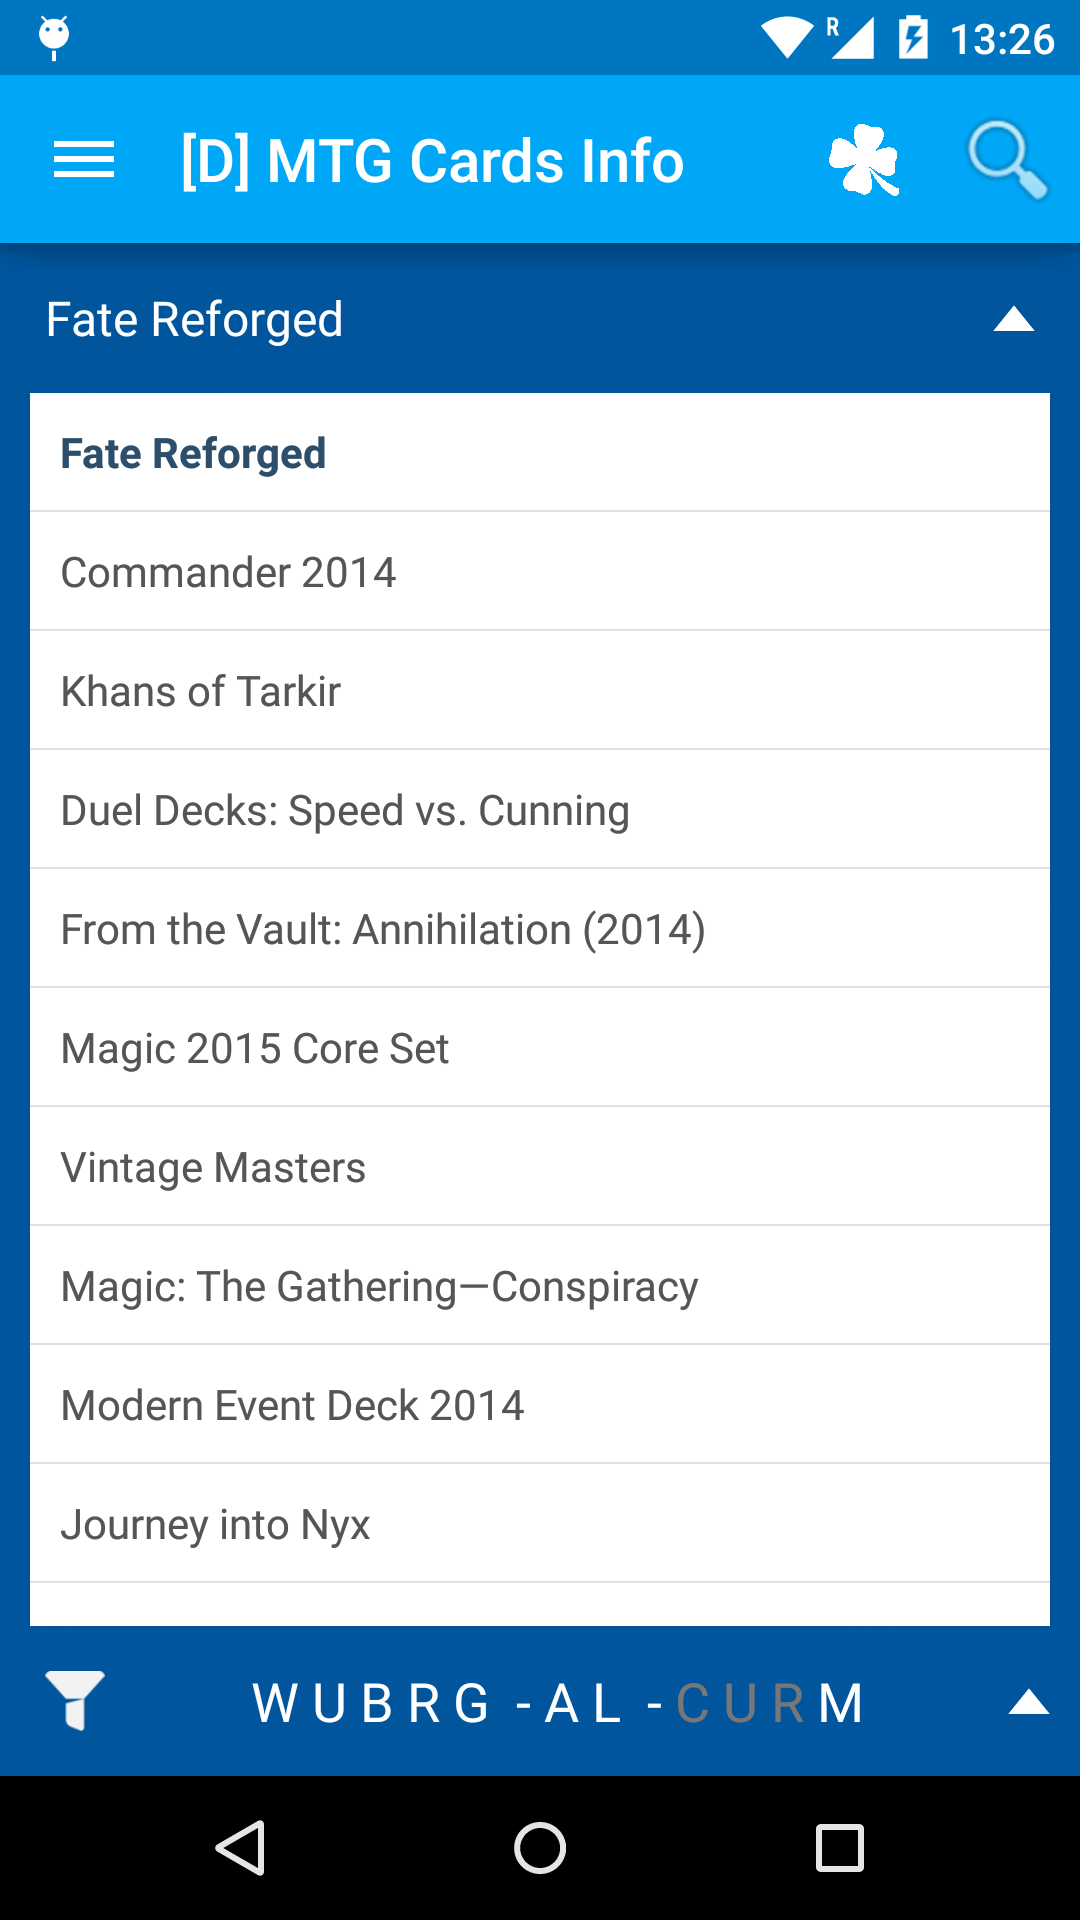 R 13:26
[D] MTG Cards Info
Fate Reforged
Fate Reforged
Commander 2014
Khans of Tarkir
Duel Decks: Speed vs. Cunning
From the Vault: Annihilation (2014)
Magic 2015 Core Set
Vintage Masters
Magic: The Gathering—Conspiracy
Modern Event Deck 2014
Journey into Nyx
W U B R G - A L - C U R M